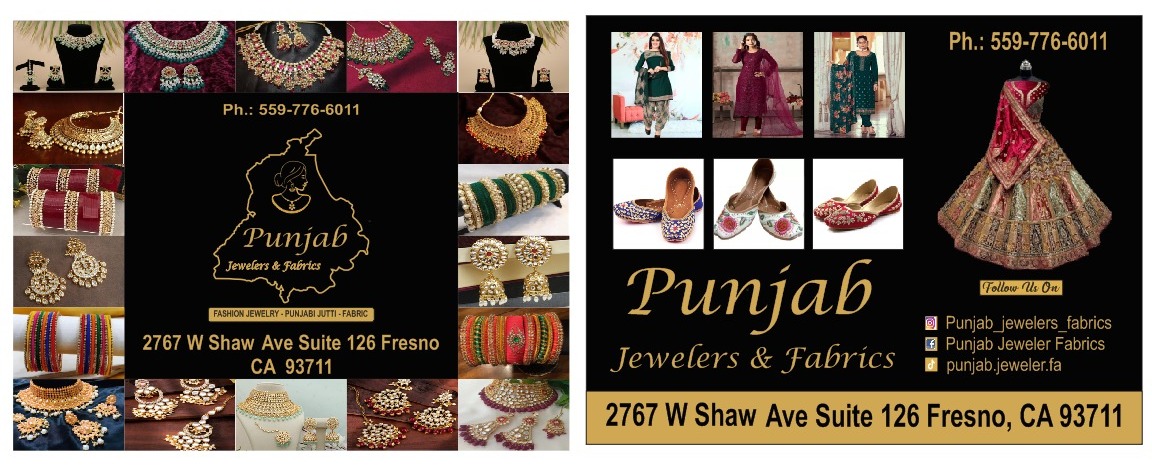 Ph.: 559-776-6011
Punjab
Jewelers & Fabrics
FASHION JEWELRY - PUNJABI JUTTI - FABRIC
2767 W Shaw Ave Suite 126 Fresno
CA 93711
Ph.: 559-776-6011
Punjab
Jewelers & Fabrics
Follow Us On
Punjab_jewelers_fabrics
Punjab Jeweler Fabrics
punjab.jeweler.fa
2767 W Shaw Ave Suite 126 Fresno, CA 93711